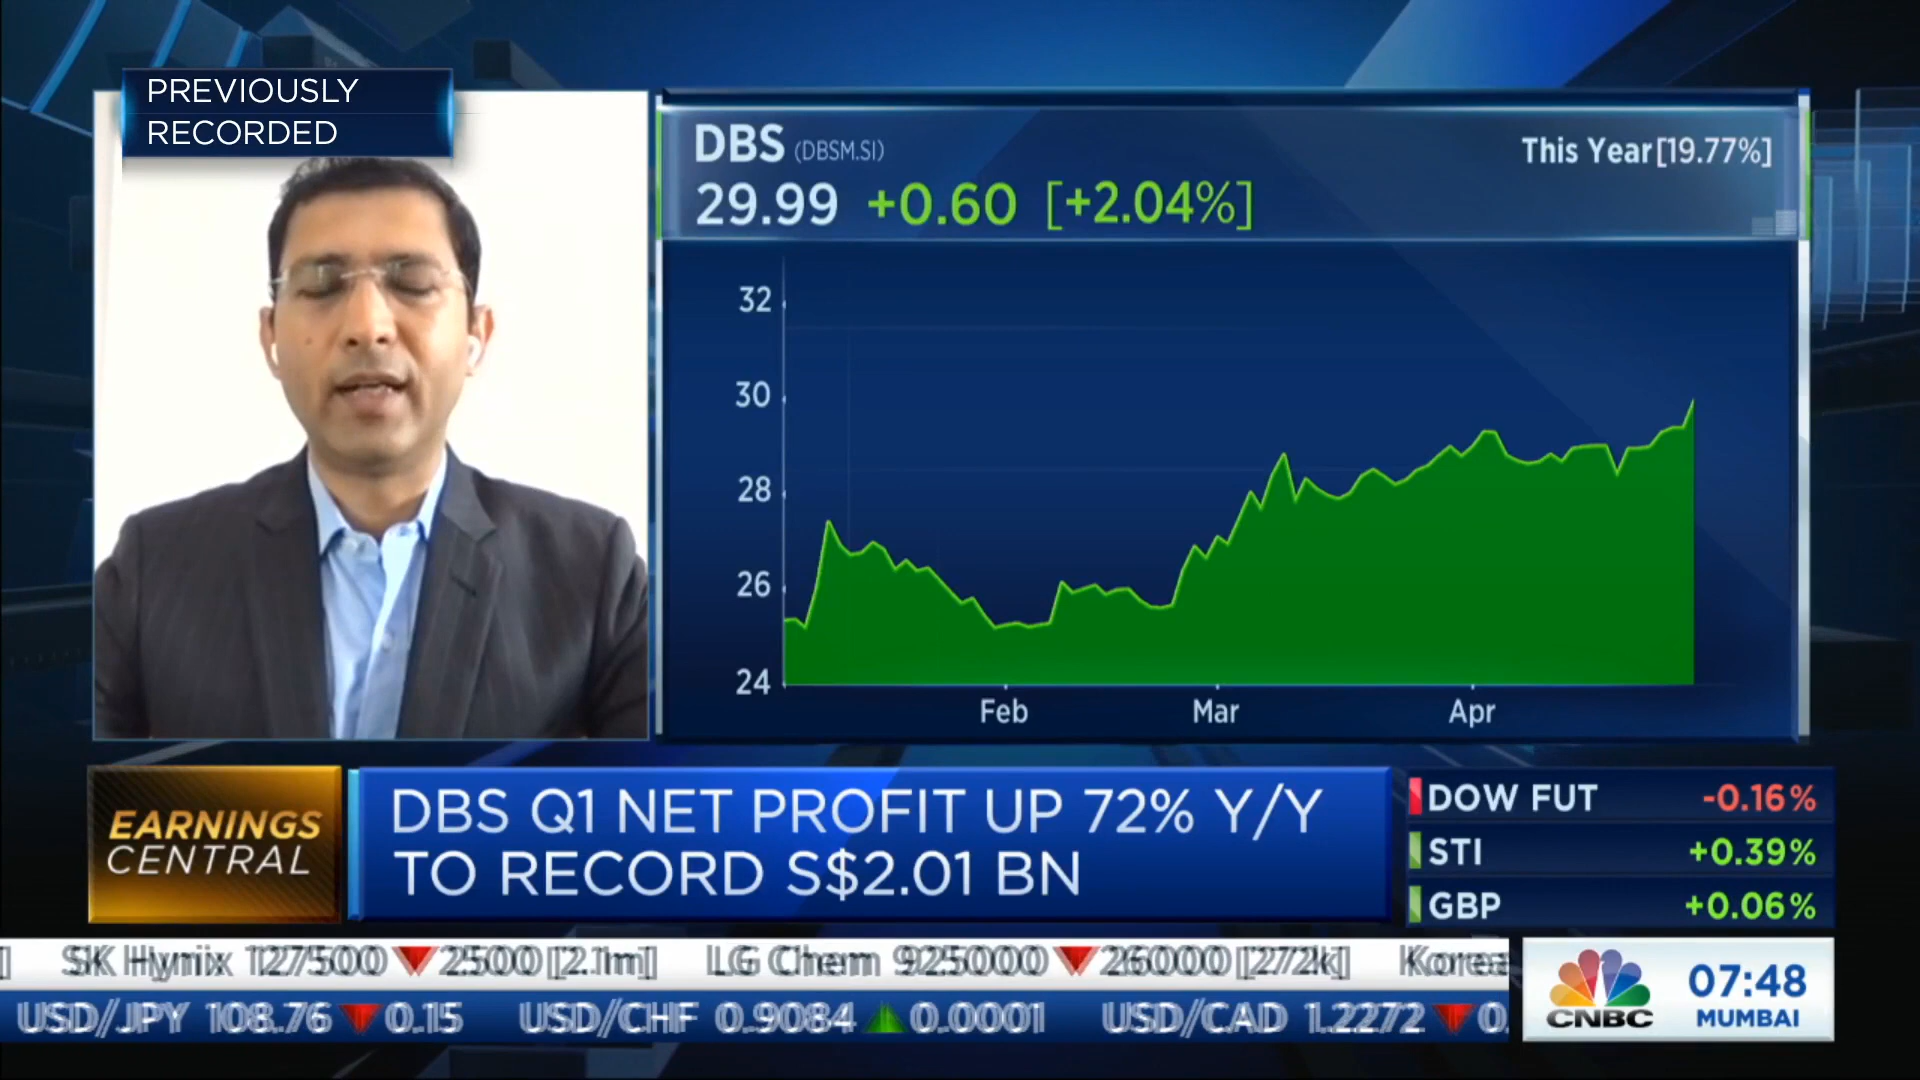 PREVIOUSLY
RECORDED
DBS (DBSM.SI)
This Year[19.77%]
29.99 +0.60 [+2.04%]
32
30
28
26
24
Feb Mar Apr
EARNINGS
CENTRAL
DBS Q1 NET PROFIT UP 72% Y/Y
TO RECORD S$2.01 BN
DOW FUT -0.16%
STI +0.39%
GBP +0.06%
] SK Hynix 127500 ▼2500 [2.1m] LG Chem 925000 ▼26000 [272k] Korea
USD/JPY 108.76 ▼0.15 USD/CHF 0.9084 ▲0.0001 USD/CAD 1.2272 ▼0.
CNBC
07:48
MUMBAI